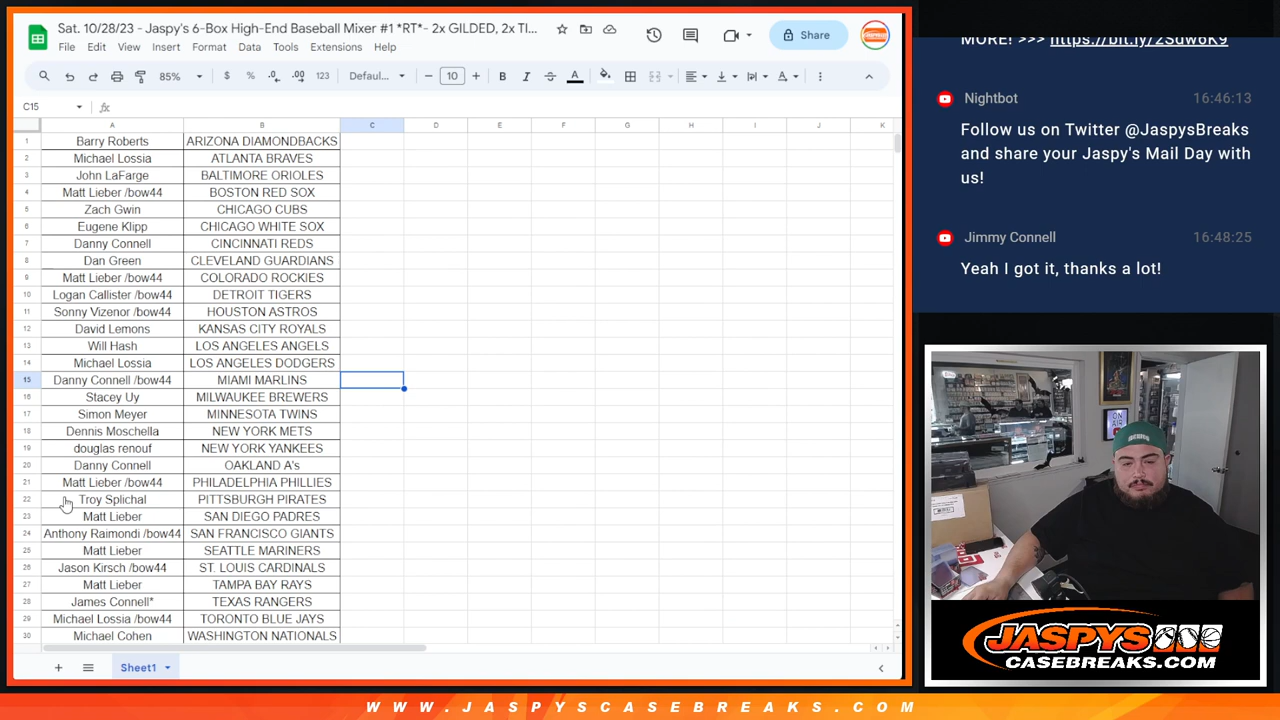 Sat. 10/28/23 - Jaspy's 6-Box High-End Baseball Mixer #1 *RT*- 2x GILDED, 2x TI...
File Edit View Insert Format Data Tools Extensions Help
Share
85% $ % .0 .00 123 Defaul... 10 B I A
C15
A B C D E F G H I J K
1 Barry Roberts ARIZONA DIAMONDBACKS
2 Michael Lossia ATLANTA BRAVES
3 John LaFarge BALTIMORE ORIOLES
4 Matt Lieber /bow44 BOSTON RED SOX
5 Zach Gwin CHICAGO CUBS
6 Eugene Klipp CHICAGO WHITE SOX
7 Danny Connell CINCINNATI REDS
8 Dan Green CLEVELAND GUARDIANS
9 Matt Lieber /bow44 COLORADO ROCKIES
10 Logan Callister /bow44 DETROIT TIGERS
11 Sonny Vizenor /bow44 HOUSTON ASTROS
12 David Lemons KANSAS CITY ROYALS
13 Will Hash LOS ANGELES ANGELS
14 Michael Lossia LOS ANGELES DODGERS
15 Danny Connell /bow44 MIAMI MARLINS
16 Stacey Uy MILWAUKEE BREWERS
17 Simon Meyer MINNESOTA TWINS
18 Dennis Moschella NEW YORK METS
19 douglas renouf NEW YORK YANKEES
20 Danny Connell OAKLAND A's
21 Matt Lieber /bow44 PHILADELPHIA PHILLIES
22 Troy Splichal PITTSBURGH PIRATES
23 Matt Lieber SAN DIEGO PADRES
24 Anthony Raimondi /bow44 SAN FRANCISCO GIANTS
25 Matt Lieber SEATTLE MARINERS
26 Jason Kirsch /bow44 ST. LOUIS CARDINALS
27 Matt Lieber TAMPA BAY RAYS
28 James Connell* TEXAS RANGERS
29 Michael Lossia /bow44 TORONTO BLUE JAYS
30 Michael Cohen WASHINGTON NATIONALS
Sheet1
MORE! >>> https://bit.ly/2Sdw6K9
Nightbot 16:46:13
Follow us on Twitter @JaspysBreaks
and share your Jaspy's Mail Day with
us!
Jimmy Connell 16:48:25
Yeah I got it, thanks a lot!
ON AIR
JASPYS
CASEBREAKS.COM
WWW.JASPYSCASEBREAKS.COM